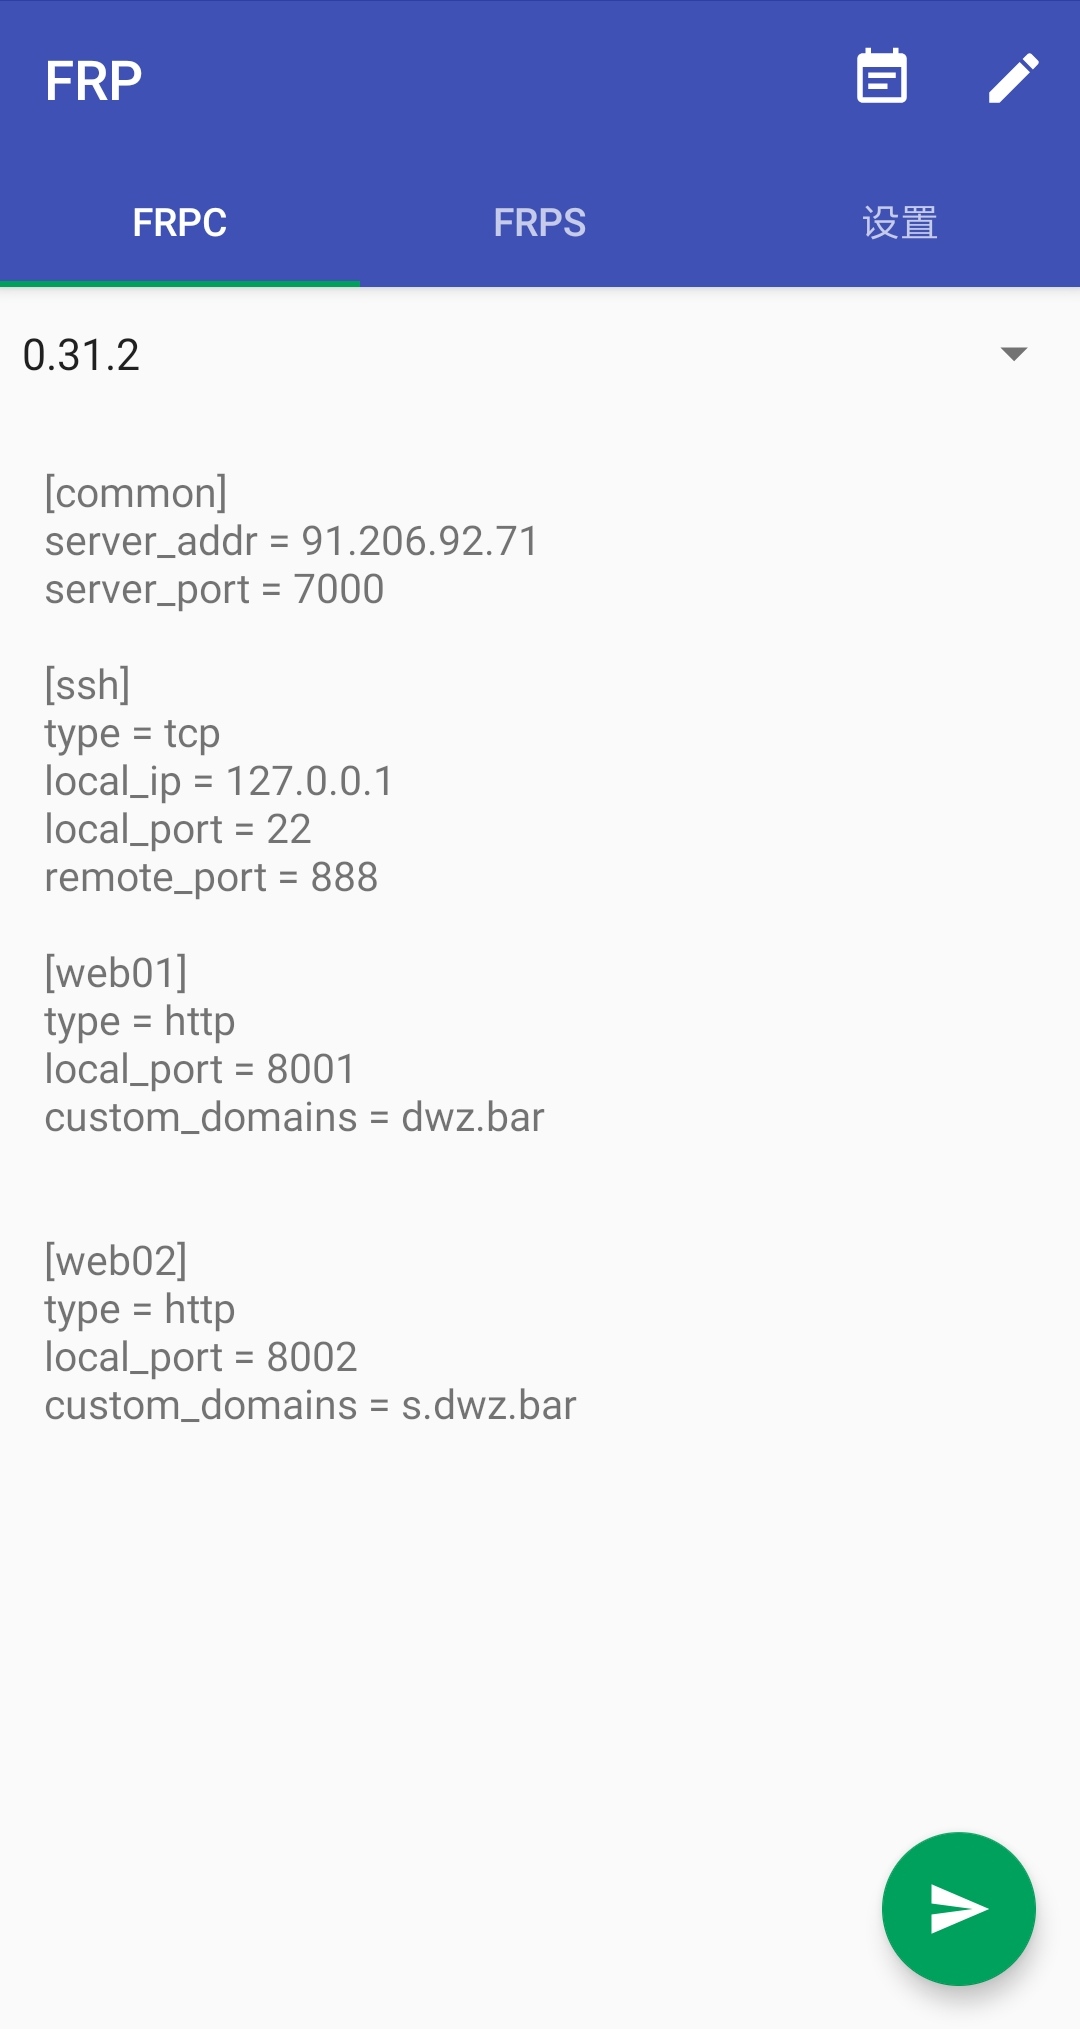 FRP
FRPC
FRPS
设置
0.31.2
[common]
server_addr = 91.206.92.71
server_port = 7000
[ssh]
type = tcp
local_ip = 127.0.0.1
local_port = 22
remote_port = 888
[web01]
type = http
local_port = 8001
custom_domains = dwz.bar
[web02]
type = http
local_port = 8002
custom_domains = s.dwz.bar